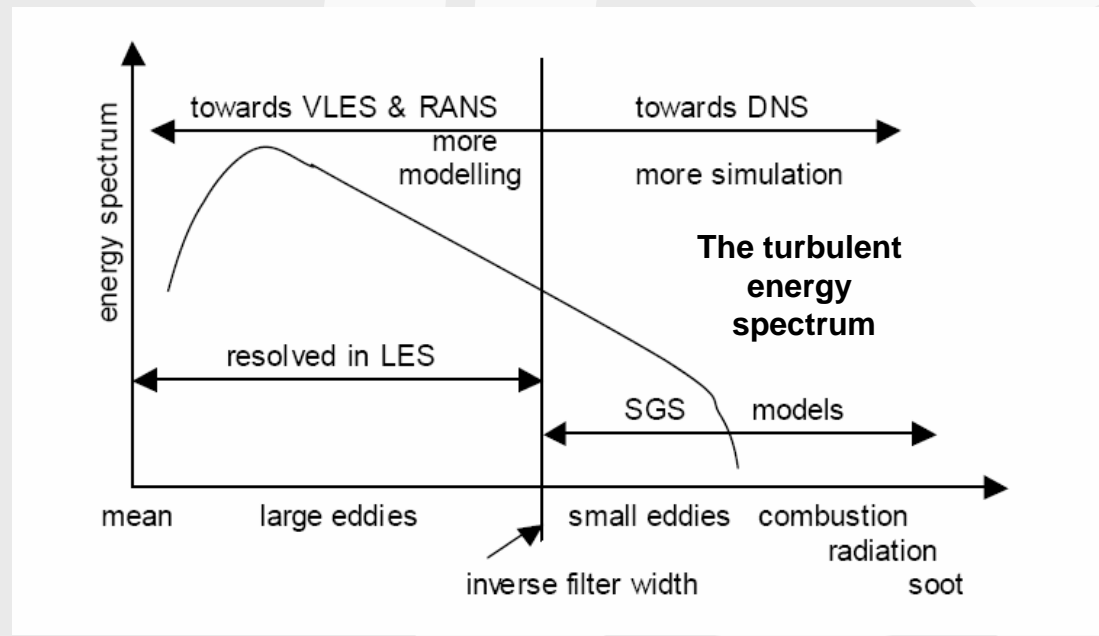 energy spectrum
towards VLES & RANS
more
modelling
towards DNS
more simulation
The turbulent
energy
spectrum
resolved in LES
SGS models
mean large eddies small eddies combustion
radiation
inverse filter width soot